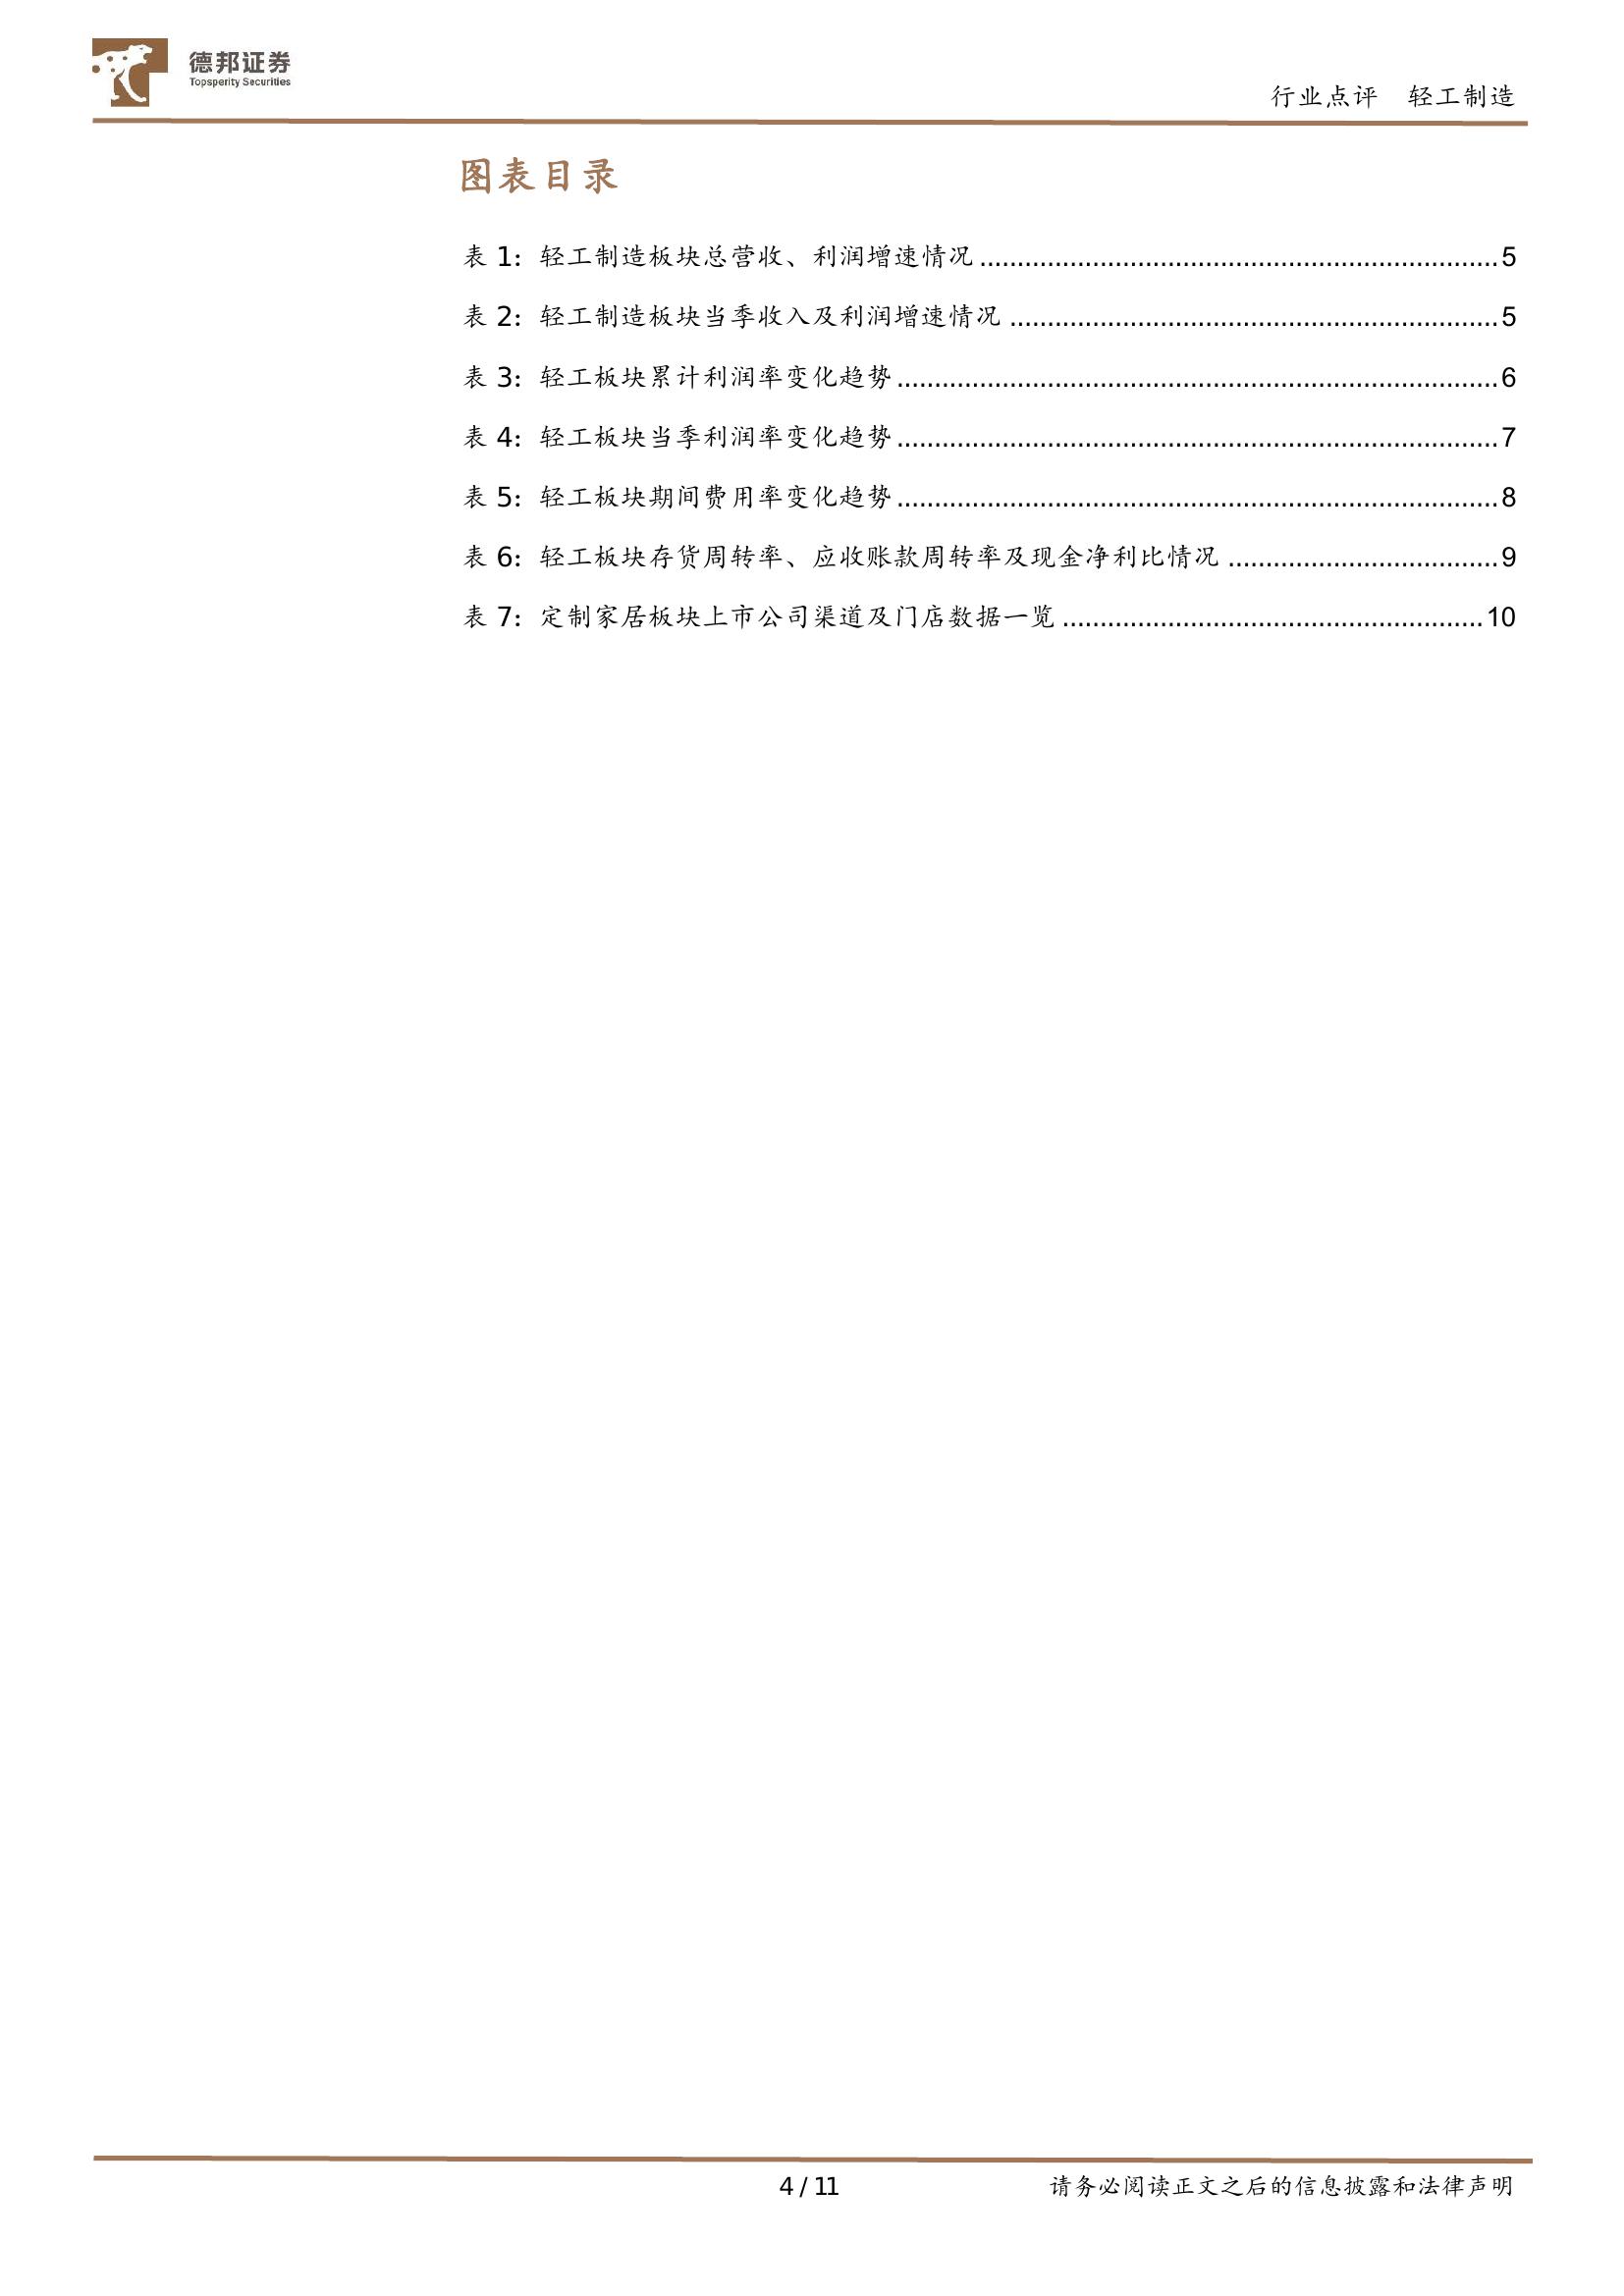 德邦证券
Topsperity Securities
行业点评 轻工制造
图表目录
表 1: 轻工制造板块总营收、利润增速情况 ........ 5
表 2: 轻工制造板块当季收入及利润增速情况 ........ 5
表 3: 轻工板块累计利润率变化趋势 ........ 6
表 4: 轻工板块当季利润率变化趋势 ........ 7
表 5: 轻工板块期间费用率变化趋势 ........ 8
表 6: 轻工板块存货周转率、应收账款周转率及现金净利比情况 ........ 9
表 7: 定制家居板块上市公司渠道及门店数据一览 ........ 10
4 / 11
请务必阅读正文之后的信息披露和法律声明